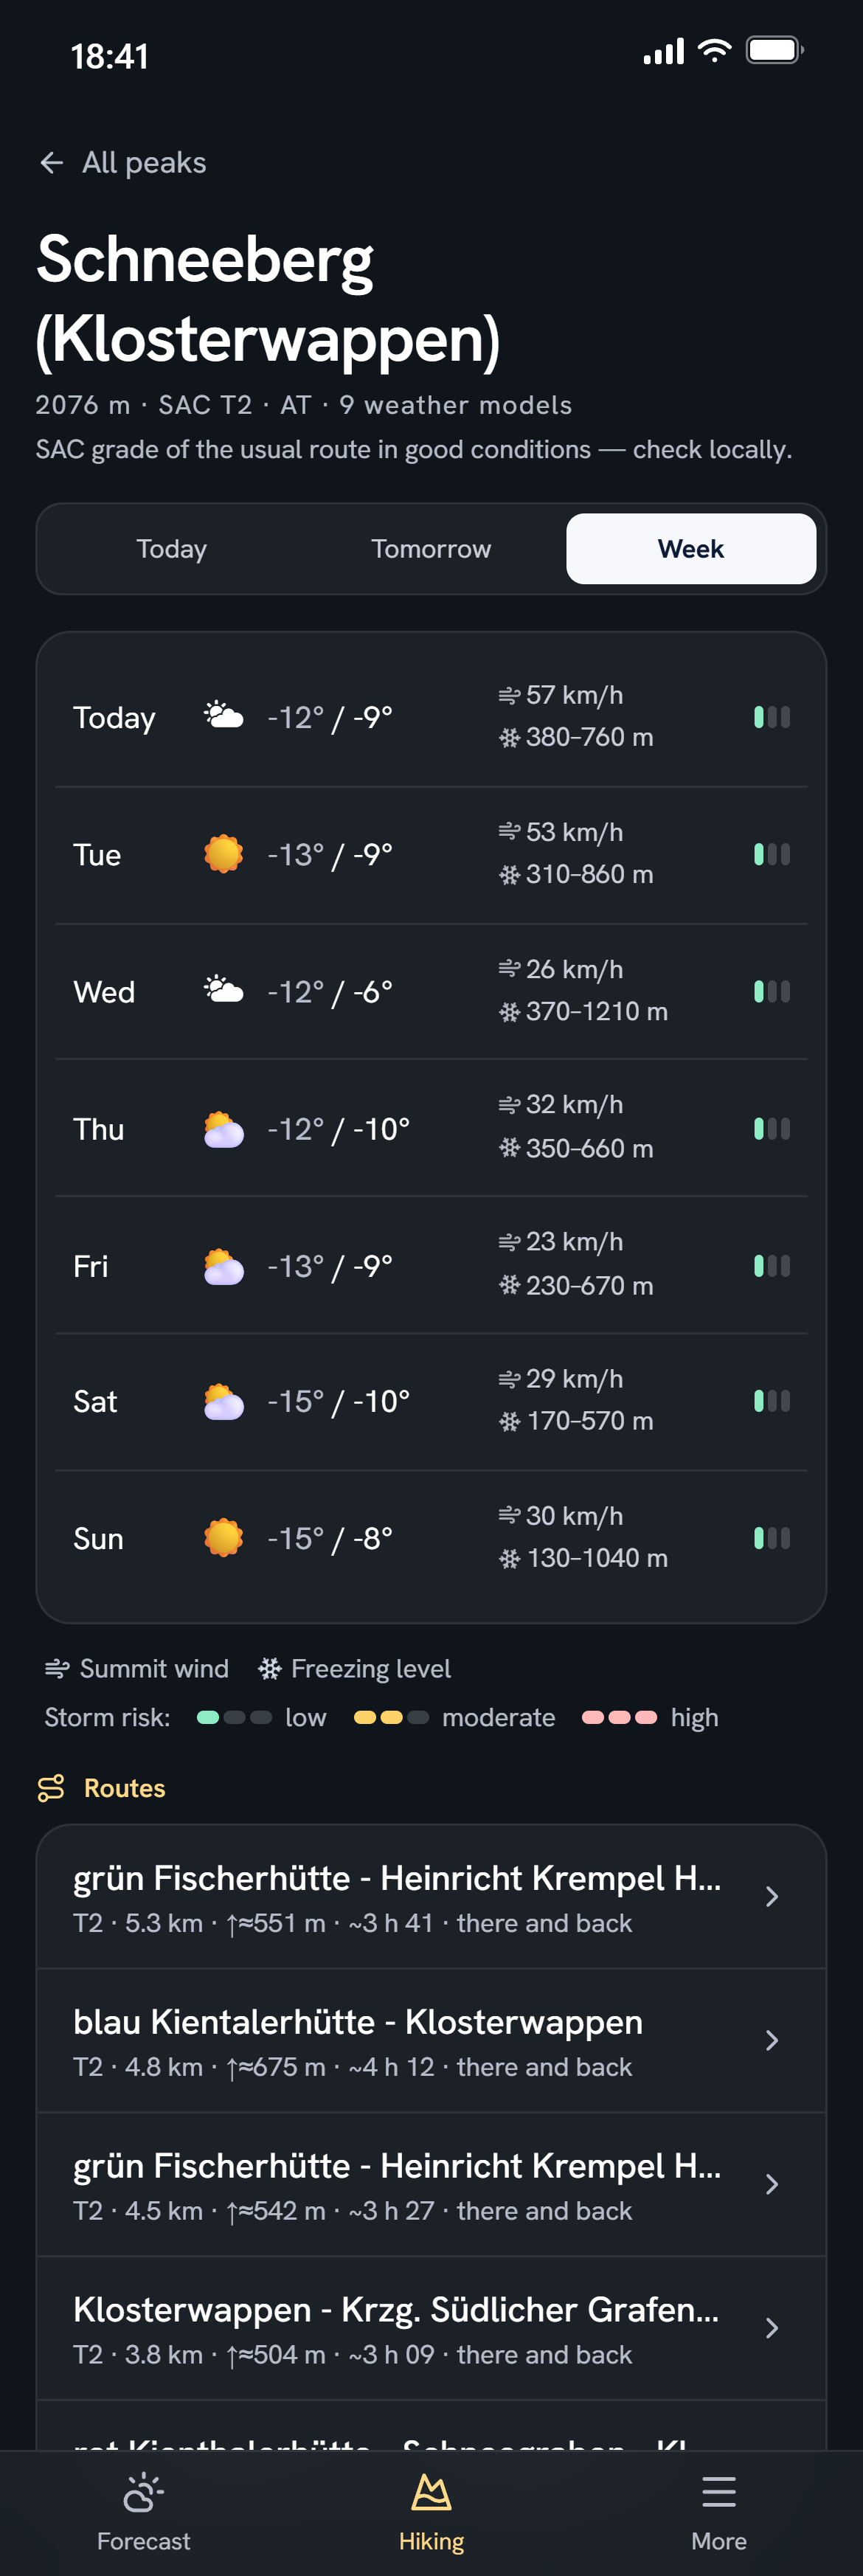 18:41
All peaks
Schneeberg
(Klosterwappen)
2076 m · SAC T2 · AT · 9 weather models
SAC grade of the usual route in good conditions — check locally.
Today Tomorrow Week
Today -12° / -9° 57 km/h
380–760 m
Tue -13° / -9° 53 km/h
310–860 m
Wed -12° / -6° 26 km/h
370–1210 m
Thu -12° / -10° 32 km/h
350–660 m
Fri -13° / -9° 23 km/h
230–670 m
Sat -15° / -10° 29 km/h
170–570 m
Sun -15° / -8° 30 km/h
130–1040 m
Summit wind Freezing level
Storm risk: low moderate high
Routes
grün Fischerhütte - Heinricht Krempel H...
T2 · 5.3 km · ↑≈551 m · ~3 h 41 · there and back
blau Kientalerhütte - Klosterwappen
T2 · 4.8 km · ↑≈675 m · ~4 h 12 · there and back
grün Fischerhütte - Heinricht Krempel H...
T2 · 4.5 km · ↑≈542 m · ~3 h 27 · there and back
Klosterwappen - Krzg. Südlicher Grafen...
T2 · 3.8 km · ↑≈504 m · ~3 h 09 · there and back
Forecast Hiking More